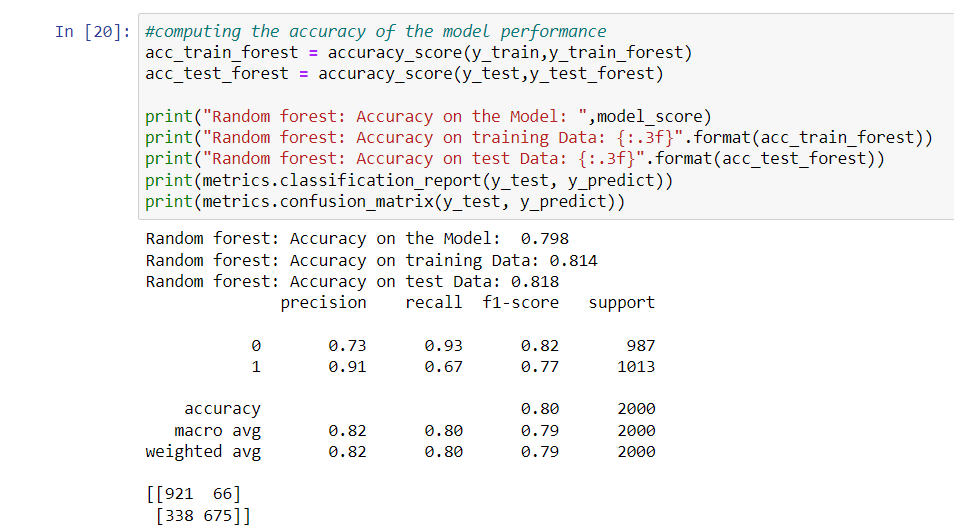 In [20]: #computing the accuracy of the model performance
acc_train_forest = accuracy_score(y_train,y_train_forest)
acc_test_forest = accuracy_score(y_test,y_test_forest)
print("Random forest: Accuracy on the Model: ",model_score)
print("Random forest: Accuracy on training Data: {:.3f}".format(acc_train_forest))
print("Random forest: Accuracy on test Data: {:.3f}".format(acc_test_forest))
print(metrics.classification_report(y_test, y_predict))
print(metrics.confusion_matrix(y_test, y_predict))
Random forest: Accuracy on the Model:  0.798
Random forest: Accuracy on training Data: 0.814
Random forest: Accuracy on test Data: 0.818
precision    recall  f1-score   support
0       0.73      0.93      0.82       987
1       0.91      0.67      0.77      1013
accuracy                           0.80      2000
macro avg       0.82      0.80      0.79      2000
weighted avg       0.82      0.80      0.79      2000
[[921  66]
[338 675]]